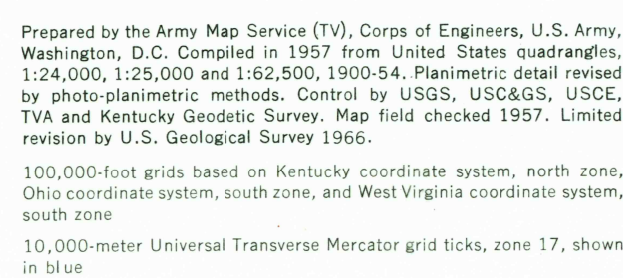 Prepared by the Army Map Service (TV), Corps of Engineers, U.S. Army,
Washington, D.C. Compiled in 1957 from United States quadrangles,
1:24,000, 1:25,000 and 1:62,500, 1900-54. Planimetric detail revised
by photo-planimetric methods. Control by USGS, USC&GS, USCE,
TVA and Kentucky Geodetic Survey. Map field checked 1957. Limited
revision by U.S. Geological Survey 1966.
100,000-foot grids based on Kentucky coordinate system, north zone,
Ohio coordinate system, south zone, and West Virginia coordinate system,
south zone
10,000-meter Universal Transverse Mercator grid ticks, zone 17, shown
in blue